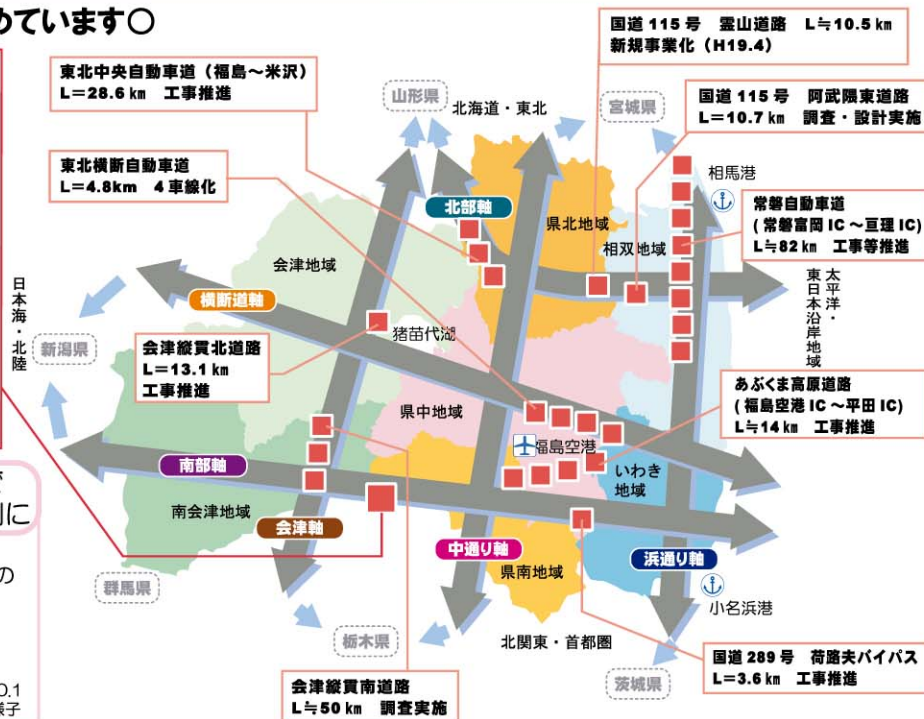 めています○
国道 115 号　霊山道路　L≒10.5 km
新規事業化（H19.4）
東北中央自動車道（福島～米沢）
L＝28.6 km　工事推進
山形県
北海道・東北
宮城県
国道 115 号　阿武隈東道路
L＝10.7 km　調査・設計実施
東北横断自動車道
L＝4.8km　4 車線化
相馬港
北部軸
県北地域
常磐自動車道
( 常磐富岡 IC ～亘理 IC)
L≒82 km　工事等推進
会津地域
相双地域
日本海・北陸
横断道軸
太平洋・
東日本沿岸地域
猪苗代湖
新潟県
会津縦貫北道路
L＝13.1 km
工事推進
あぶくま高原道路
( 福島空港 IC ～平田 IC)
L≒14 km　工事推進
県中地域
福島空港
南部軸
いわき
地域
に
南会津地域
会津軸
中通り軸
浜通り軸
の
群馬県
県南地域
小名浜港
栃木県
北関東・首都圏
茨城県
国道 289 号　荷路夫バイパス
L＝3.6 km　工事推進
会津縦貫南道路
L≒50 km　調査実施
O.1
様子